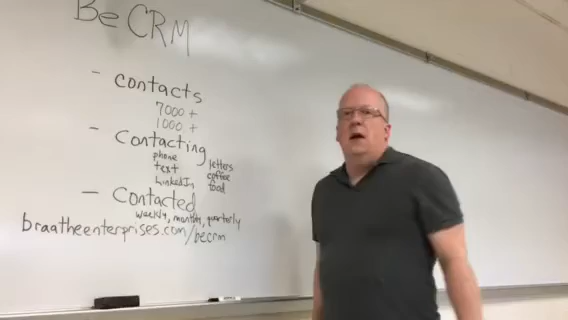 Be CRM
- contacts
7000+
1000+
- Contacting
phone letters
text coffee
LinkedIn food
- Contacted
weekly, monthly, quarterly
braatheenterprises.com/becrm